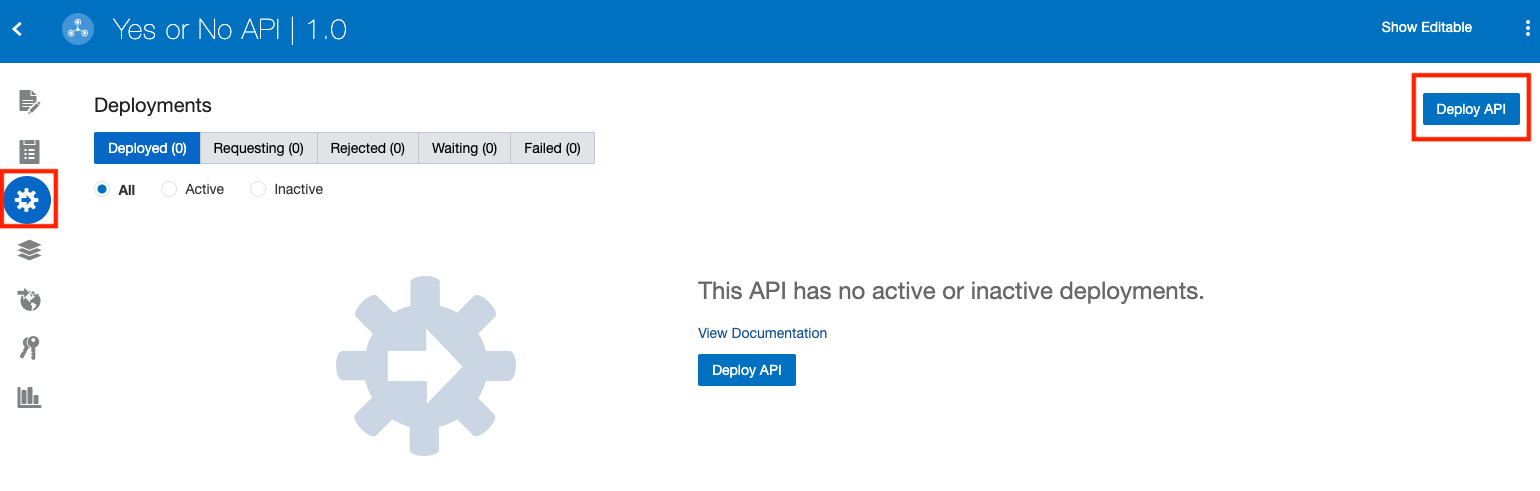 Yes or No API | 1.0
Show Editable
Deployments
Deploy API
Deployed (0) Requesting (0) Rejected (0) Waiting (0) Failed (0)
All Active Inactive
This API has no active or inactive deployments.
View Documentation
Deploy API